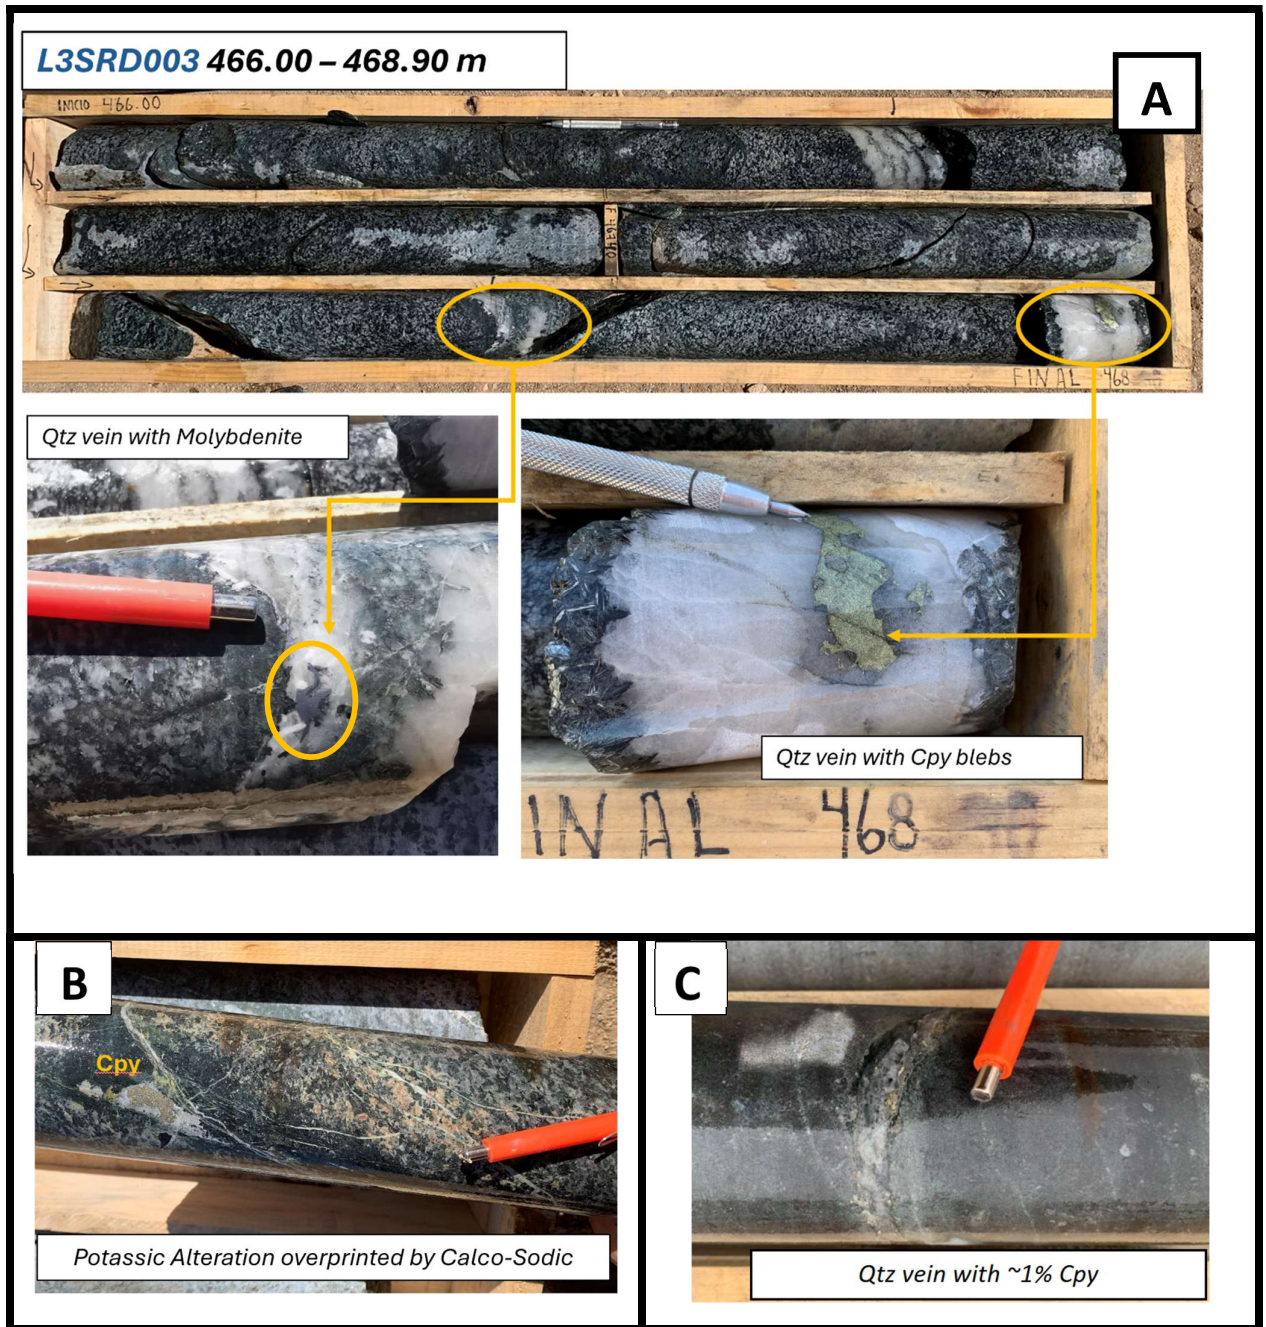 L3SRD003 466.00 – 468.90 m
A
INICIO 466.00
FINAL 468
Qtz vein with Molybdenite
Qtz vein with Cpy blebs
INAL 468
B
Cpy
Potassic Alteration overprinted by Calco-Sodic
C
Qtz vein with ~1% Cpy